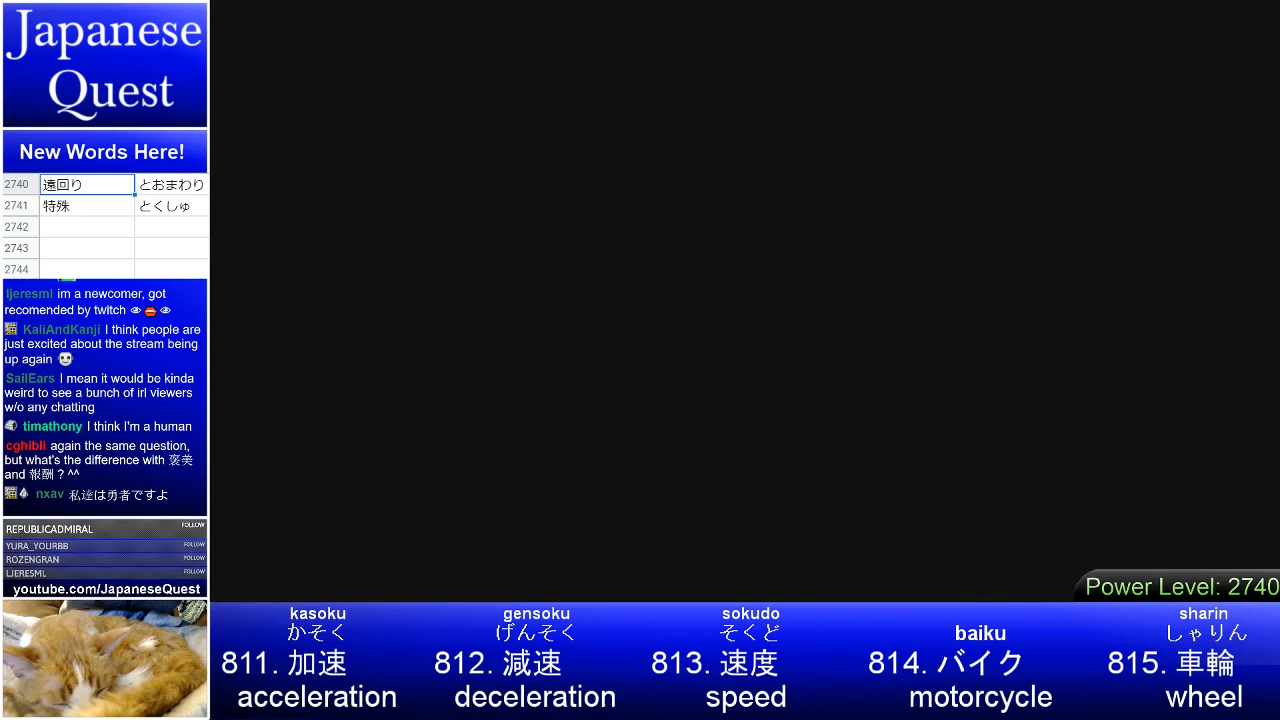 Japanese
Quest
New Words Here!
2740 遠回り とおまわり
2741 特殊 とくしゅ
2742
2743
2744
ljeresml im a newcomer, got
recomended by twitch
猫 KaliAndKanji I think people are
just excited about the stream being
up again
SailEars I mean it would be kinda
weird to see a bunch of irl viewers
w/o any chatting
timathony I think I'm a human
cghibli again the same question,
but what's the difference with 褒美
and 報酬 ? ^^
猫 nxav 私達は勇者ですよ
REPUBLICADMIRAL FOLLOW
YURA_YOURBB FOLLOW
ROZENGRAN FOLLOW
LJERESML FOLLOW
youtube.com/JapaneseQuest
Power Level: 2740
kasoku gensoku sokudo baiku sharin
かそく げんそく そくど しゃりん
811. 加速 812. 減速 813. 速度 814. バイク 815. 車輪
acceleration deceleration speed motorcycle wheel